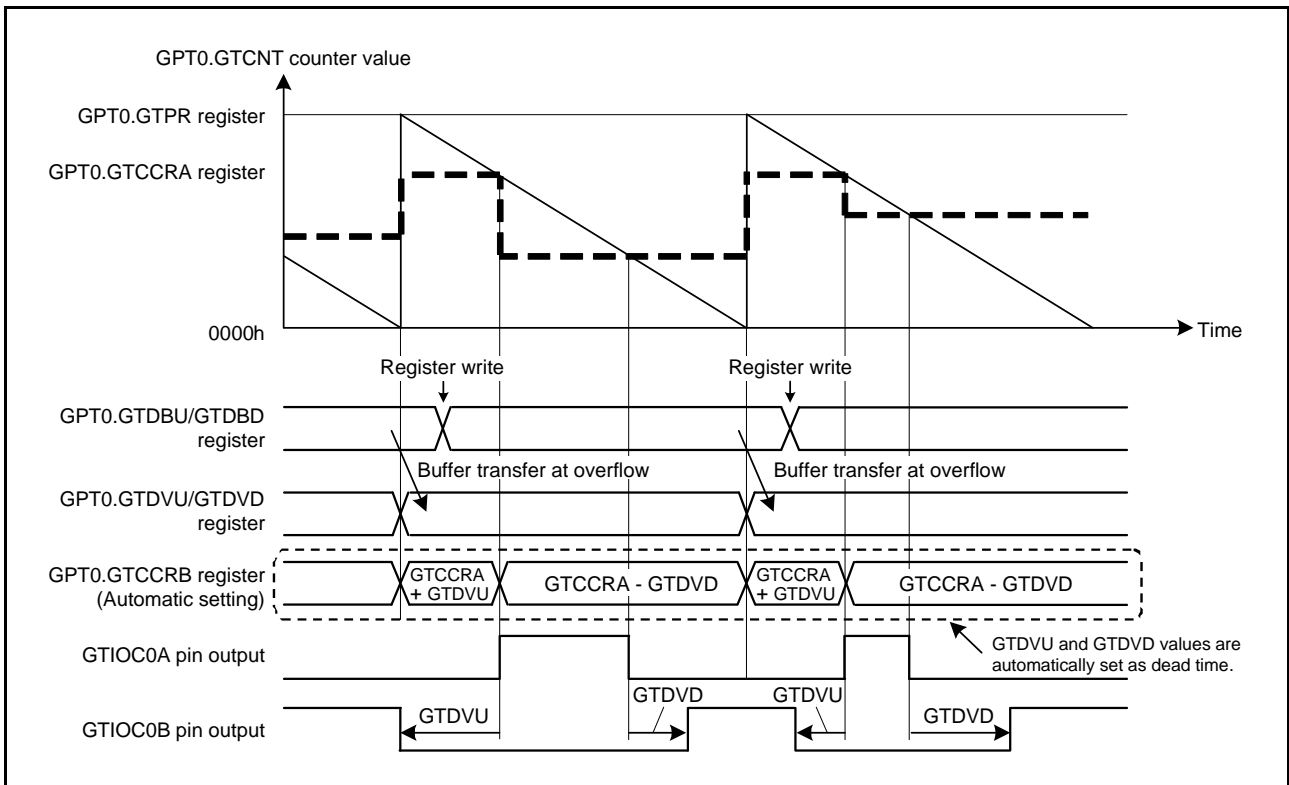 GPT0.GTCNT counter value
GPT0.GTPR register
GPT0.GTCCRA register
0000h
Time
Register write
Register write
GPT0.GTDBU/GTDBD
register
Buffer transfer at overflow
Buffer transfer at overflow
GPT0.GTDVU/GTDVD
register
GPT0.GTCCRB register
(Automatic setting)
GTCCRA
+ GTDVU
GTCCRA - GTDVD
GTCCRA
+ GTDVU
GTCCRA - GTDVD
GTDVU and GTDVD values are
automatically set as dead time.
GTIOC0A pin output
GTIOC0B pin output
GTDVU
GTDVD
GTDVU
GTDVD